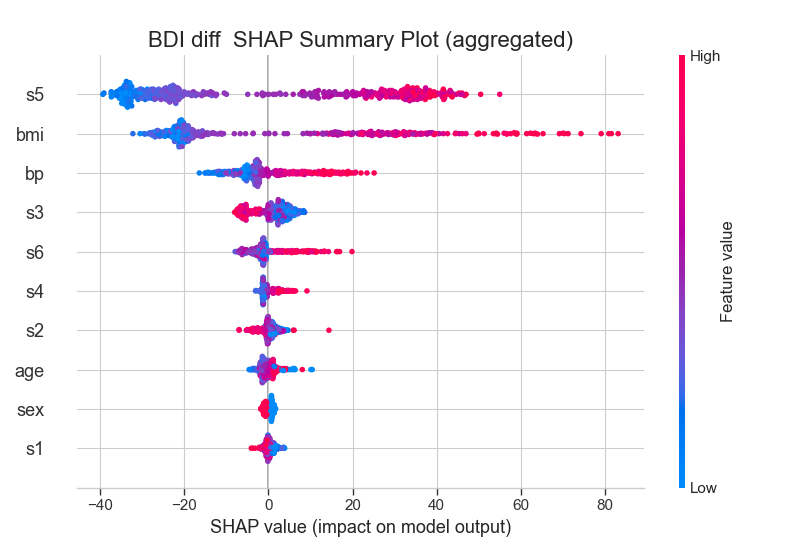 BDI diff  SHAP Summary Plot (aggregated)
High
s5
bmi
bp
s3
s6
s4
s2
age
sex
s1
Feature value
Low
−40
−20
0
20
40
60
80
SHAP value (impact on model output)